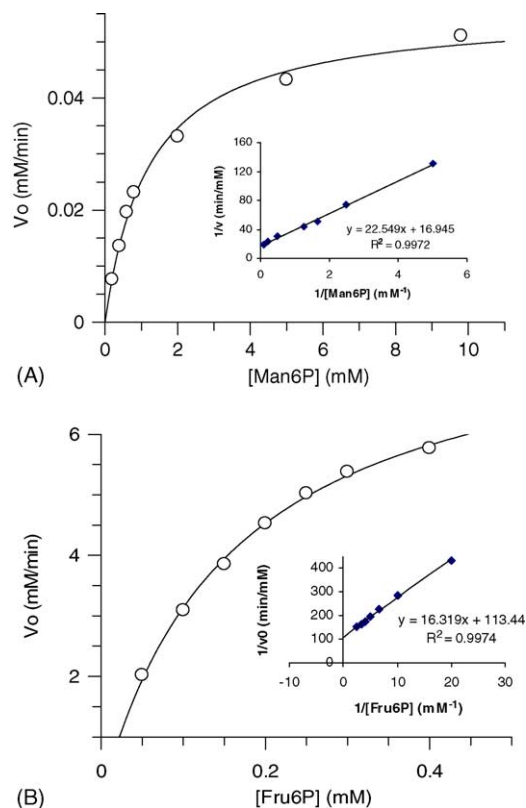 0.04
0.02
0
Vo (mM/min)
0 2 4 6 8 10
[Man6P] (mM)
(A)
160
120
80
40
0
1/v (min/mM)
y = 22.549x + 16.945
R² = 0.9972
0 2 4 6
1/[Man6P] (mM⁻¹)
6
4
2
Vo (mM/min)
0 0.2 0.4
[Fru6P] (mM)
(B)
400
300
200
100
0
1/v0 (min/mM)
y = 16.319x + 113.44
R² = 0.9974
-10 0 10 20 30
1/[Fru6P] (mM⁻¹)